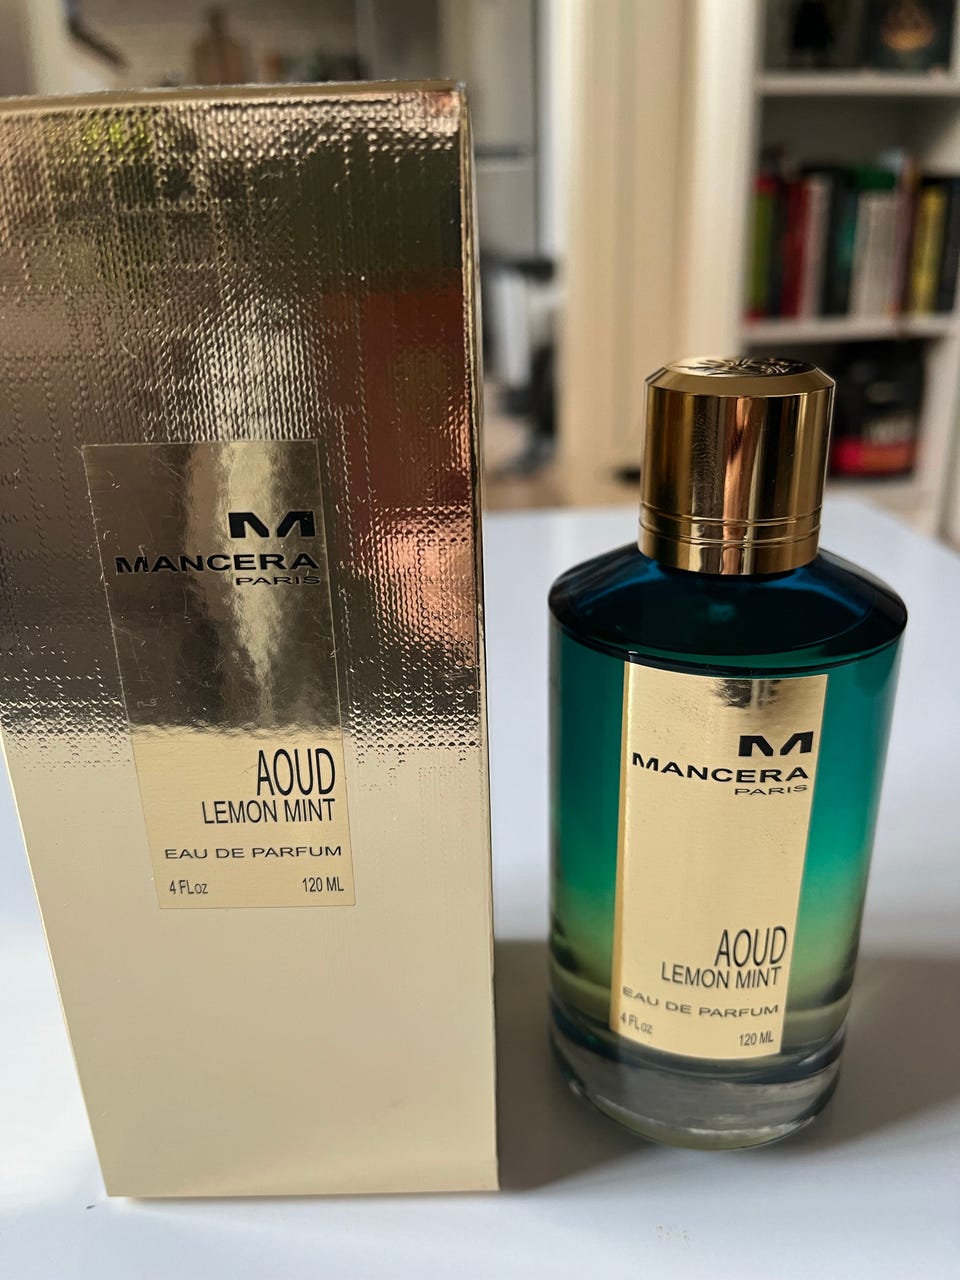 MANCERA
PARIS
AOUD
LEMON MINT
EAU DE PARFUM
4 FLoz 120 ML
MANCERA
PARIS
AOUD
LEMON MINT
EAU DE PARFUM
4 FLoz 120 ML